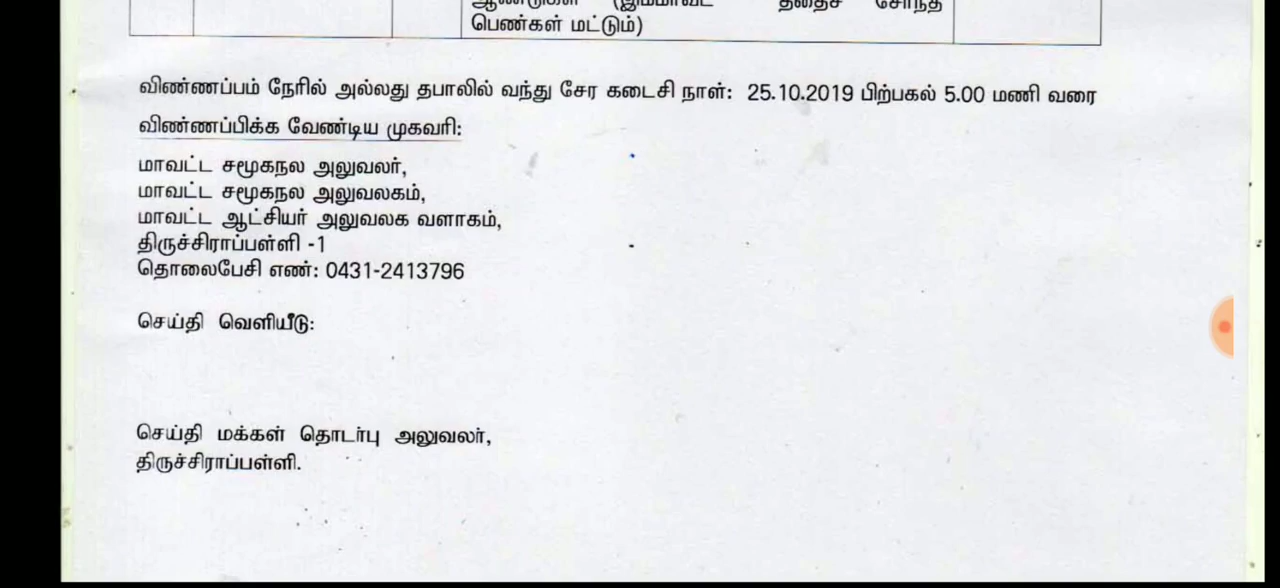 பெண்கள் மட்டும்)
விண்ணப்பம் நேரில் அல்லது தபாலில் வந்து சேர கடைசி நாள்: 25.10.2019 பிற்பகல் 5.00 மணி வரை
விண்ணப்பிக்க வேண்டிய முகவரி:
மாவட்ட சமூகநல அலுவலர்,
மாவட்ட சமூகநல அலுவலகம்,
மாவட்ட ஆட்சியர் அலுவலக வளாகம்,
திருச்சிராப்பள்ளி -1
தொலைபேசி எண்: 0431-2413796
செய்தி வெளியீடு:
செய்தி மக்கள் தொடர்பு அலுவலர்,
திருச்சிராப்பள்ளி.